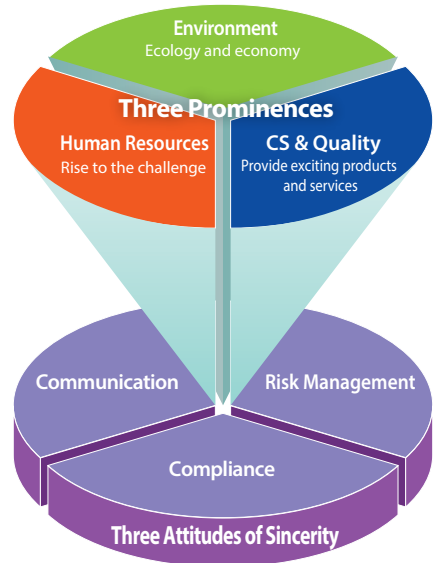 Environment
Ecology and economy
Three Prominences
Human Resources
Rise to the challenge
CS & Quality
Provide exciting products
and services
Communication
Risk Management
Compliance
Three Attitudes of Sincerity